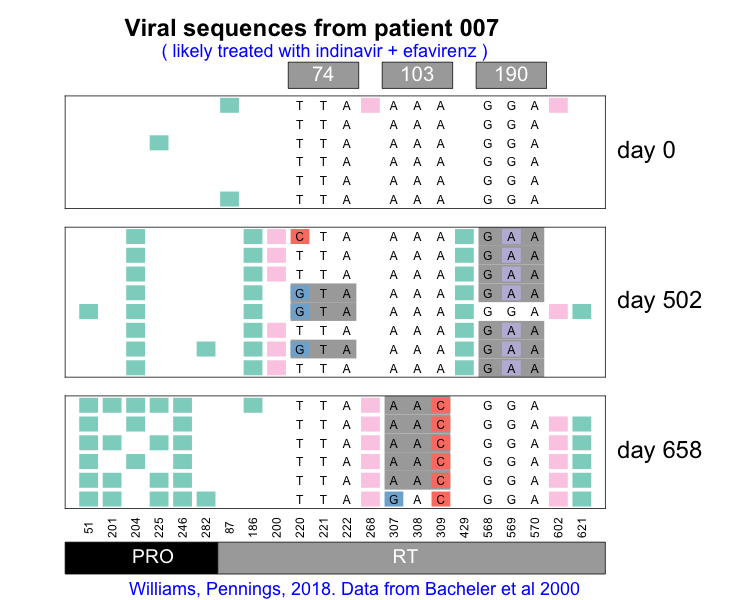 Viral sequences from patient 007
( likely treated with indinavir + efavirenz )
74 103 190
T T A A A A G G A
T T A A A A G G A
T T A A A A G G A
T T A A A A G G A
T T A A A A G G A
T T A A A A G G A
day 0
C T A A A A G A A
T T A A A A G A A
T T A A A A G A A
G T A A A A G A A
G T A A A A G G A
T T A A A A G A A
G T A A A A G A A
T T A A A A G A A
day 502
T T A A A C G G A
T T A A A C G G A
T T A A A C G G A
T T A A A C G G A
T T A A A C G G A
T T A G A C G G A
day 658
51 201 204 225 246 282 87 186 200 220 221 222 268 307 308 309 429 568 569 570 602 621
PRO RT
Williams, Pennings, 2018. Data from Bacheler et al 2000